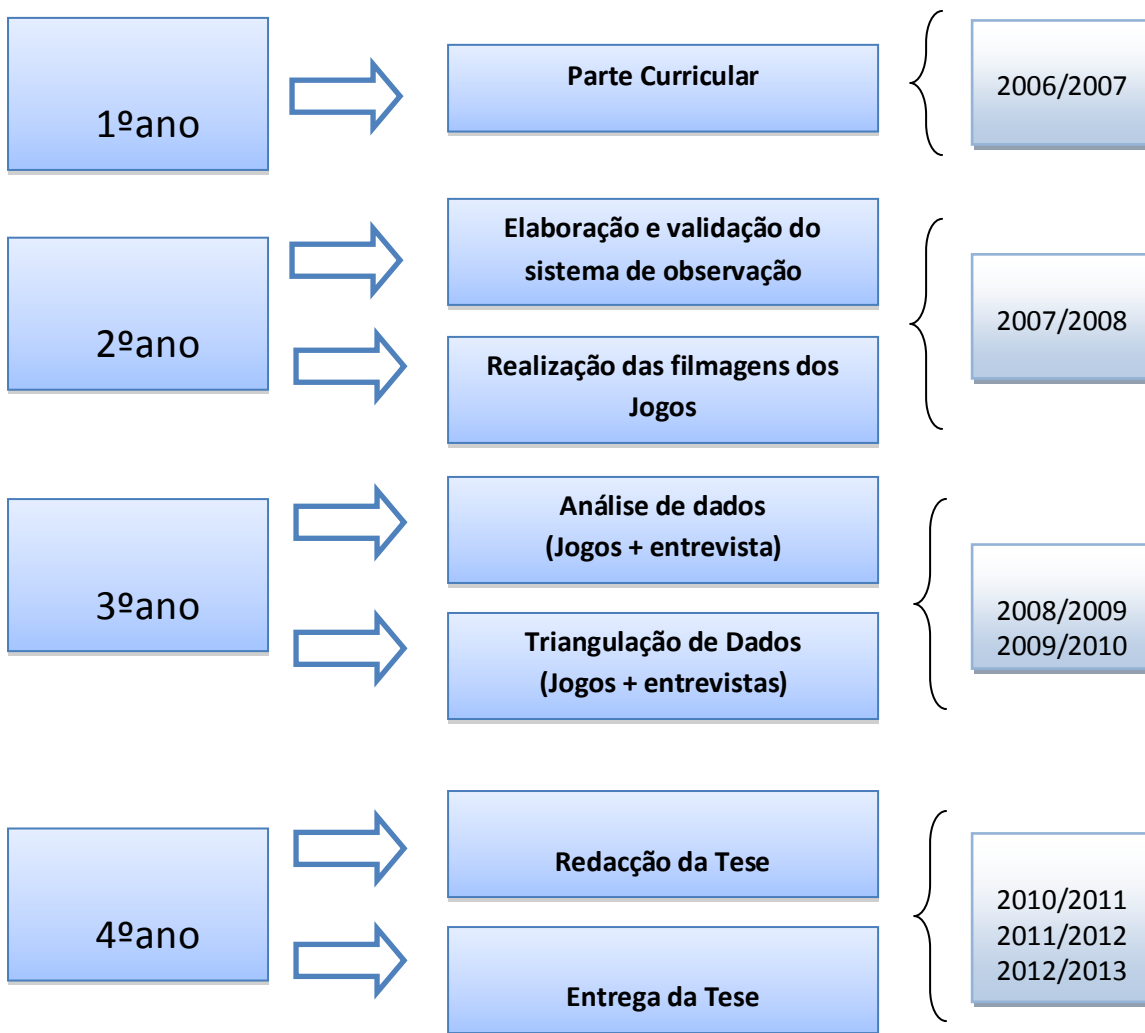 1ºano
Parte Curricular
2006/2007
2ºano
Elaboração e validação do
sistema de observação
Realização das filmagens dos
Jogos
2007/2008
3ºano
Análise de dados
(Jogos + entrevista)
Triangulação de Dados
(Jogos + entrevistas)
2008/2009
2009/2010
4ºano
Redacção da Tese
Entrega da Tese
2010/2011
2011/2012
2012/2013